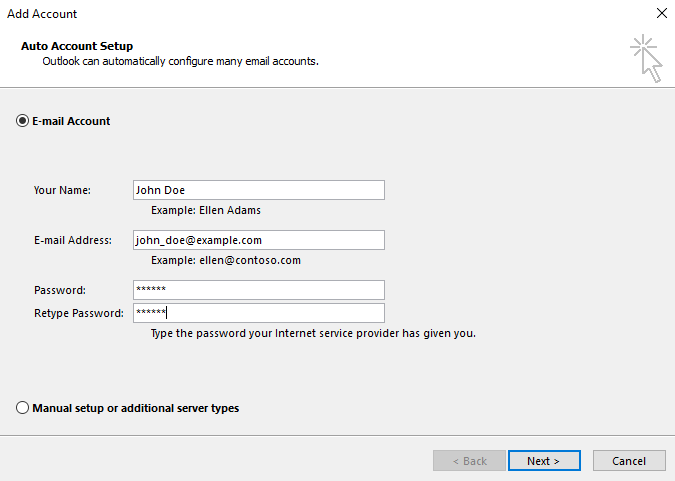 Add Account
Auto Account Setup
Outlook can automatically configure many email accounts.
E-mail Account
Your Name: John Doe
Example: Ellen Adams
E-mail Address: john_doe@example.com
Example: ellen@contoso.com
Password: ******
Retype Password: ******
Type the password your Internet service provider has given you.
Manual setup or additional server types
< Back Next > Cancel